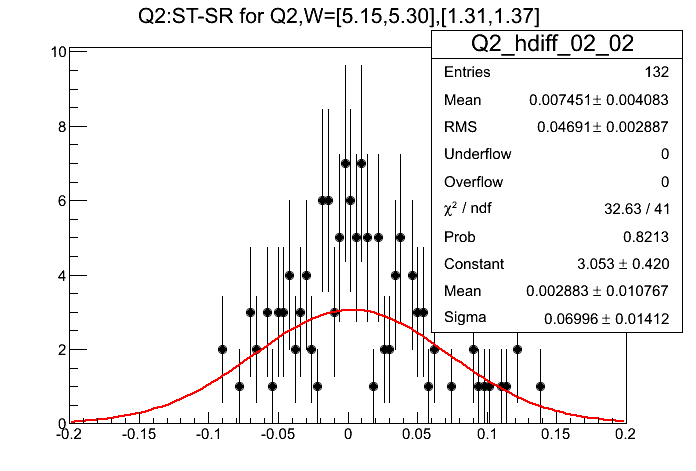 Q2:ST-SR for Q2,W=[5.15,5.30],[1.31,1.37]
Q2_hdiff_02_02
Entries 132
Mean 0.007451± 0.004083
RMS 0.04691± 0.002887
Underflow 0
Overflow 0
χ² / ndf 32.63 / 41
Prob 0.8213
Constant 3.053 ± 0.420
Mean 0.002883 ± 0.010767
Sigma 0.06996 ± 0.01412
10
8
6
4
2
0
-0.2 -0.15 -0.1 -0.05 0 0.05 0.1 0.15 0.2